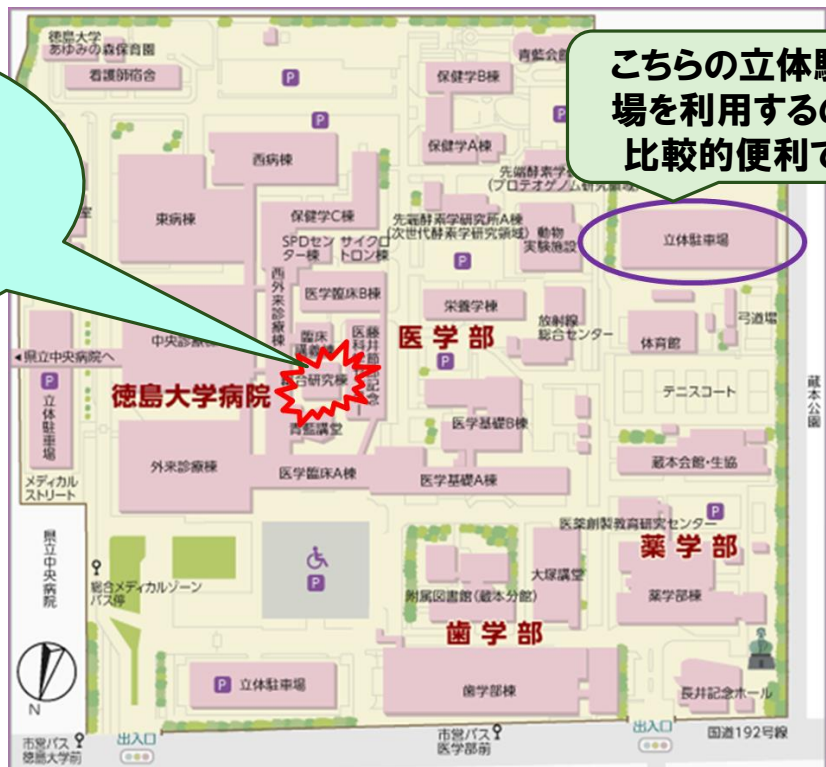 徳島大学
あゆみの森保育園
看護師宿舎
P
P
西病棟
東病棟
保健学C棟
SPDセン
ター棟
サイクロ
トロン棟
西外来診療棟
医学臨床B棟
臨床
中央診療棟
総合研究棟
青藍講堂
徳島大学病院
外来診療棟
医学臨床A棟
◀県立中央病院へ
P
立体駐車場
メディカル
ストリート
県立中央病院
総合メディカルゾーン
バス停
P
P 立体駐車場
N
市営バス
徳島大学前
出入口
保健学B棟
保健学A棟
青藍会館
こちらの立体駐
場を利用するの
比較的便利で
(プロテオゲノム研究領域)
先端酵素学研究所A棟
(次世代酵素学研究領域)
P
動物
実験施設
立体駐車場
栄養学棟
放射線
総合センター
体育館
弓道場
医学部
P
テニスコート
蔵本公園
医学基礎B棟
蔵本会館・生協
医学基礎A棟
P
医薬創製教育研究センター
薬学部
薬学部棟
大塚講堂
附属図書館(蔵本分館)
歯学部
歯学部棟
長井記念ホール
市営バス
医学部前
出入口
国道192号線